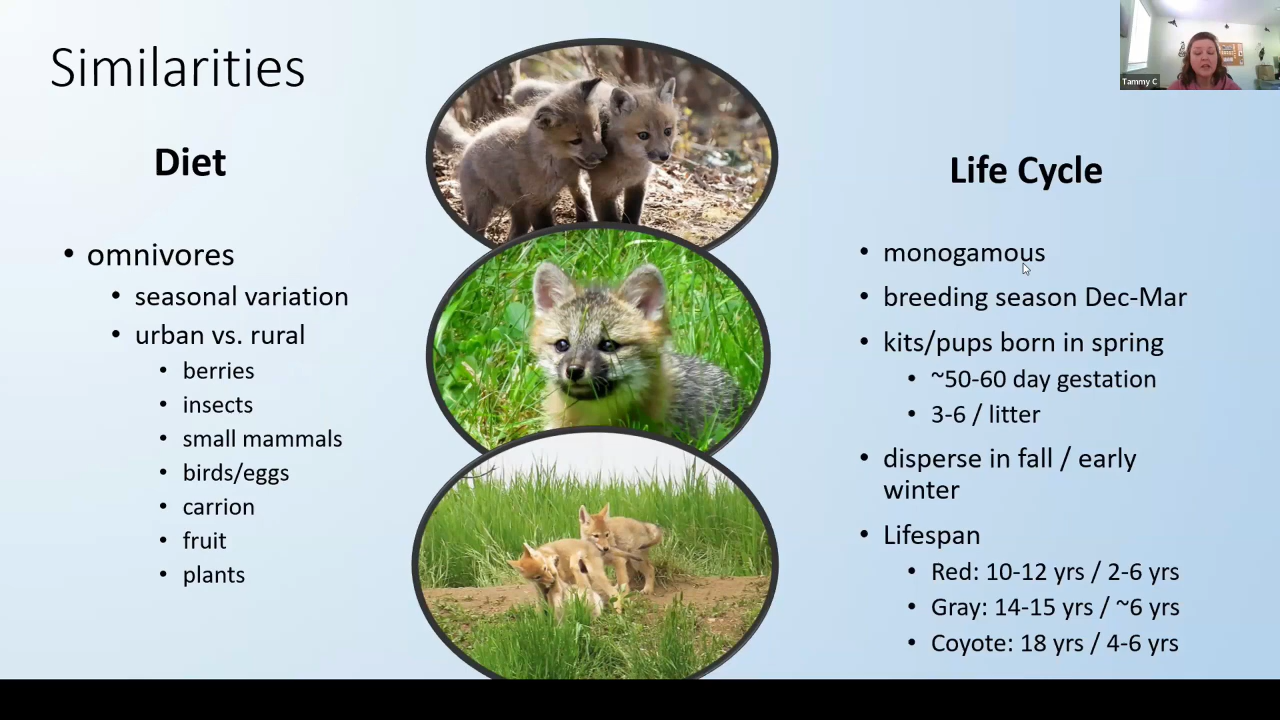 Similarities
Tammy C
Diet
• omnivores
• seasonal variation
• urban vs. rural
• berries
• insects
• small mammals
• birds/eggs
• carrion
• fruit
• plants
Life Cycle
• monogamous
• breeding season Dec-Mar
• kits/pups born in spring
• ~50-60 day gestation
• 3-6 / litter
• disperse in fall / early
winter
• Lifespan
• Red: 10-12 yrs / 2-6 yrs
• Gray: 14-15 yrs / ~6 yrs
• Coyote: 18 yrs / 4-6 yrs